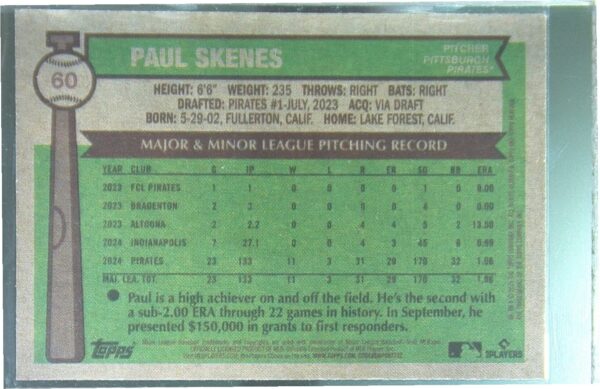 PAUL SKENES
PITCHER
PITTSBURGH
PIRATES
60
HEIGHT: 6'6" WEIGHT: 235 THROWS: RIGHT BATS: RIGHT
DRAFTED: PIRATES #1-JULY, 2023 ACQ: VIA DRAFT
BORN: 5-29-02, FULLERTON, CALIF. HOME: LAKE FOREST, CALIF.
MAJOR & MINOR LEAGUE PITCHING RECORD
YEAR CLUB G IP W L R ER SO BB ERA
2023 FCL PIRATES 1 1 0 0 0 0 1 0 0.00
2023 BRADENTON 2 3 0 0 0 0 4 0 0.00
2023 ALTOONA 2 2.2 0 0 4 4 5 2 13.50
2024 INDIANAPOLIS 7 27.1 0 0 4 3 45 8 0.99
2024 PIRATES 23 133 11 3 31 29 170 32 1.96
MAJ. LEA. TOT. 23 133 11 3 31 29 170 32 1.96
Paul is a high achiever on and off the field. He's the second with
a sub-2.00 ERA through 22 games in history. In September, he
presented $150,000 in grants to first responders.
Topps
PLAYERS